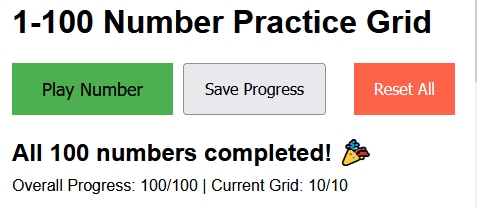 1-100 Number Practice Grid
Play Number Save Progress Reset All
All 100 numbers completed! 🎉
Overall Progress: 100/100 | Current Grid: 10/10